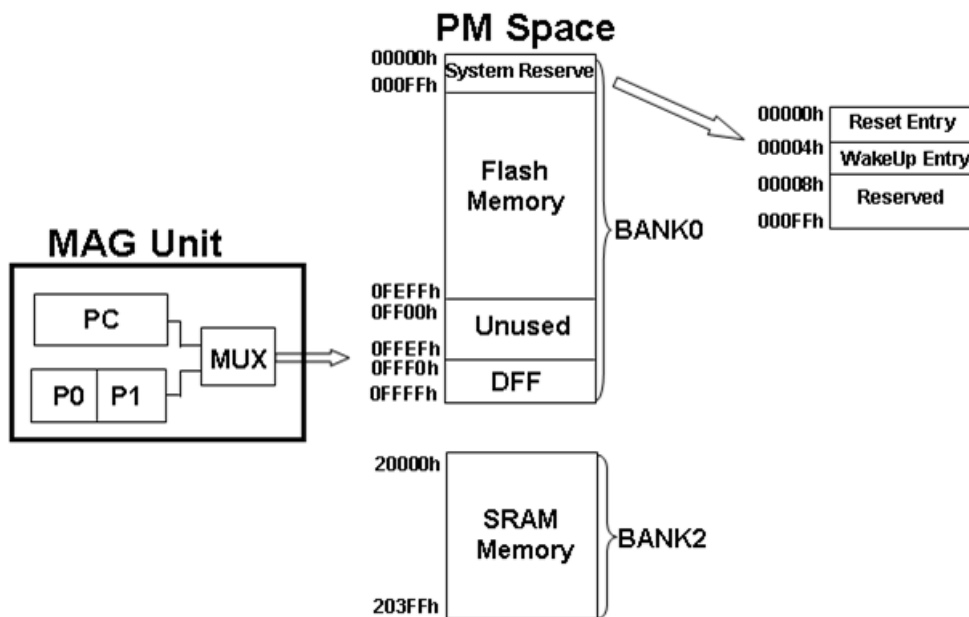 PM Space
00000h
System Reserve
000FFh
Flash
Memory
BANK0
0FEFFh
0FF00h
Unused
0FFEFh
0FFF0h
DFF
0FFFFh
00000h
Reset Entry
00004h
WakeUp Entry
00008h
Reserved
000FFh
MAG Unit
PC
MUX
P0 P1
20000h
SRAM
Memory
BANK2
203FFh